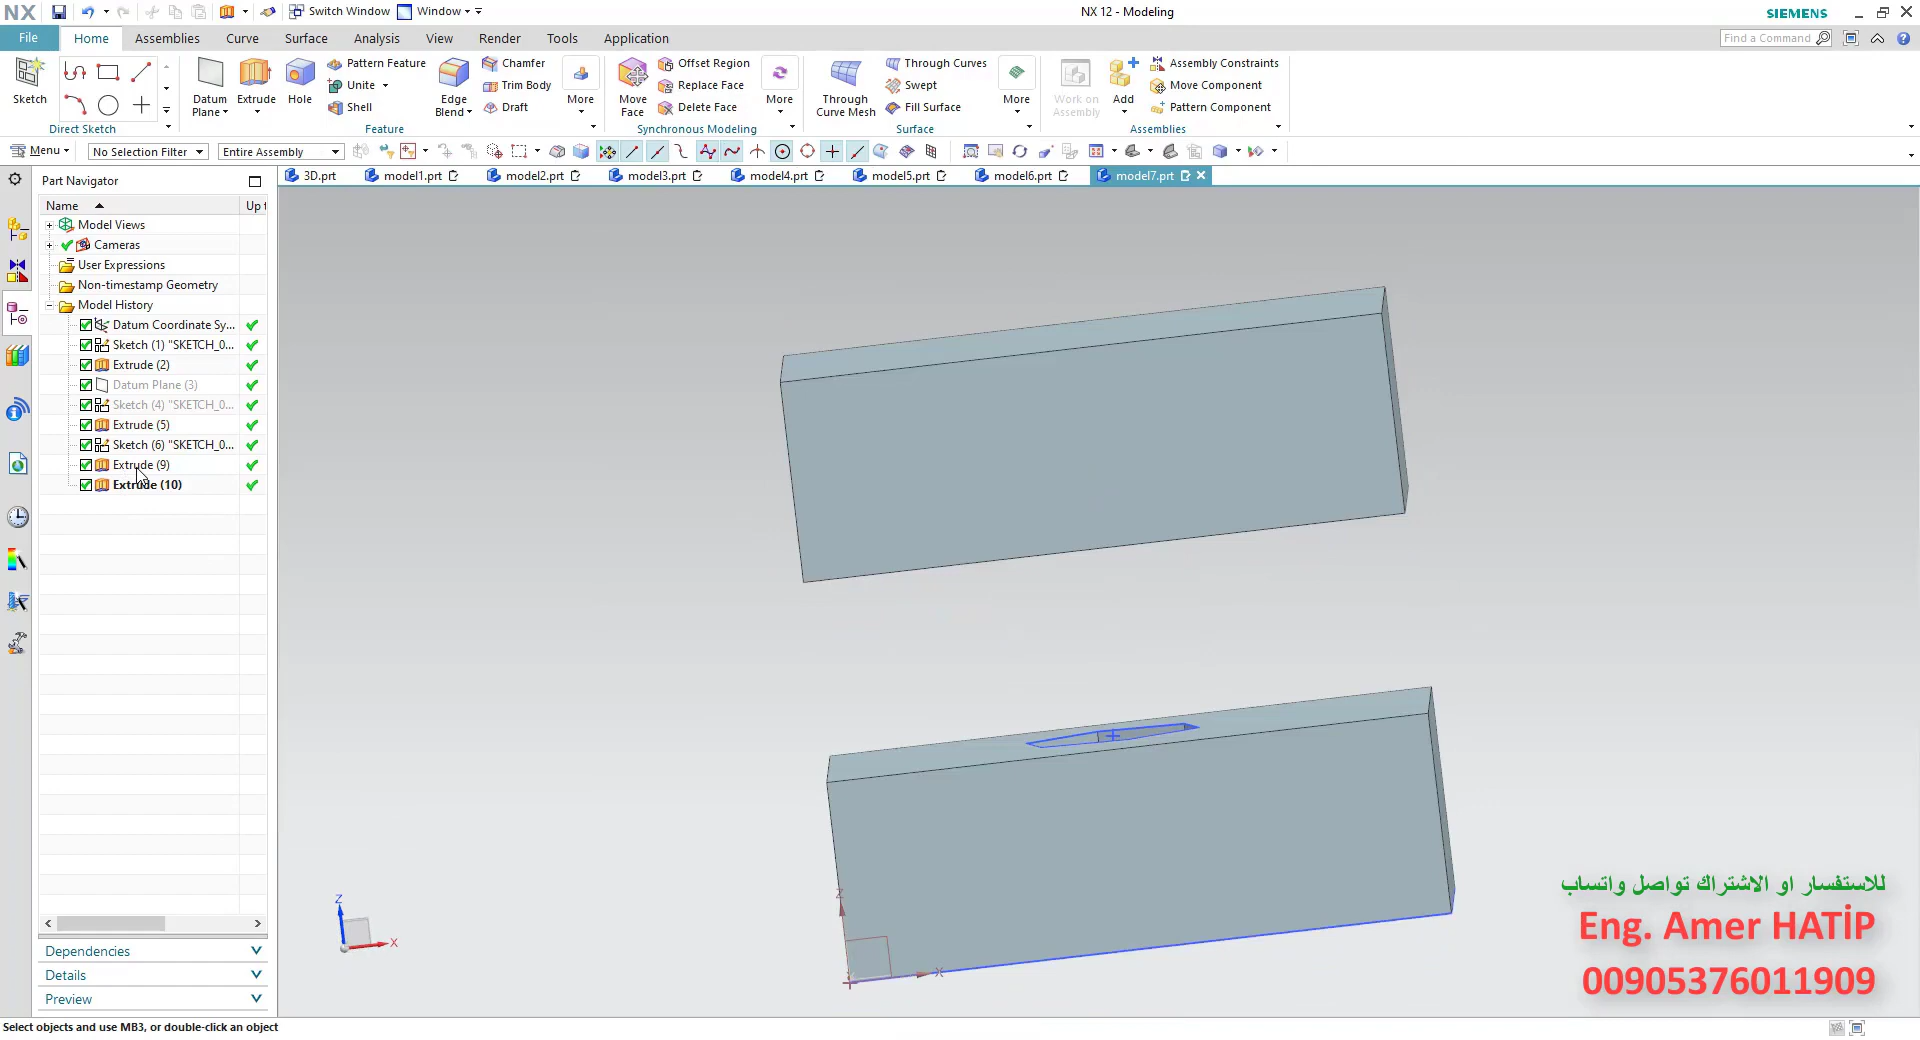 NX
Switch Window
Window
NX 12 - Modeling
SIEMENS
File
Home
Assemblies
Curve
Surface
Analysis
View
Render
Tools
Application
Find a Command
Sketch
Direct Sketch
Datum Plane
Extrude
Hole
Pattern Feature
Unite
Shell
Edge Blend
Chamfer
Trim Body
Draft
More
Feature
Move Face
Offset Region
Replace Face
Delete Face
More
Synchronous Modeling
Through Curve Mesh
Through Curves
Swept
Fill Surface
More
Surface
Work on Assembly
Add
Assembly Constraints
Move Component
Pattern Component
Assemblies
Menu
No Selection Filter
Entire Assembly
Part Navigator
3D.prt
model1.prt
model2.prt
model3.prt
model4.prt
model5.prt
model6.prt
model7.prt
Name
Up t
Model Views
Cameras
User Expressions
Non-timestamp Geometry
Model History
Datum Coordinate Sy...
Sketch (1) "SKETCH_0...
Extrude (2)
Datum Plane (3)
Sketch (4) "SKETCH_0...
Extrude (5)
Sketch (6) "SKETCH_0...
Extrude (9)
Extrude (10)
Z
X
Z
X
للاستفسار او الاشتراك تواصل واتساب
Eng. Amer HATİP
00905376011909
Dependencies
Details
Preview
Select objects and use MB3, or double-click an object